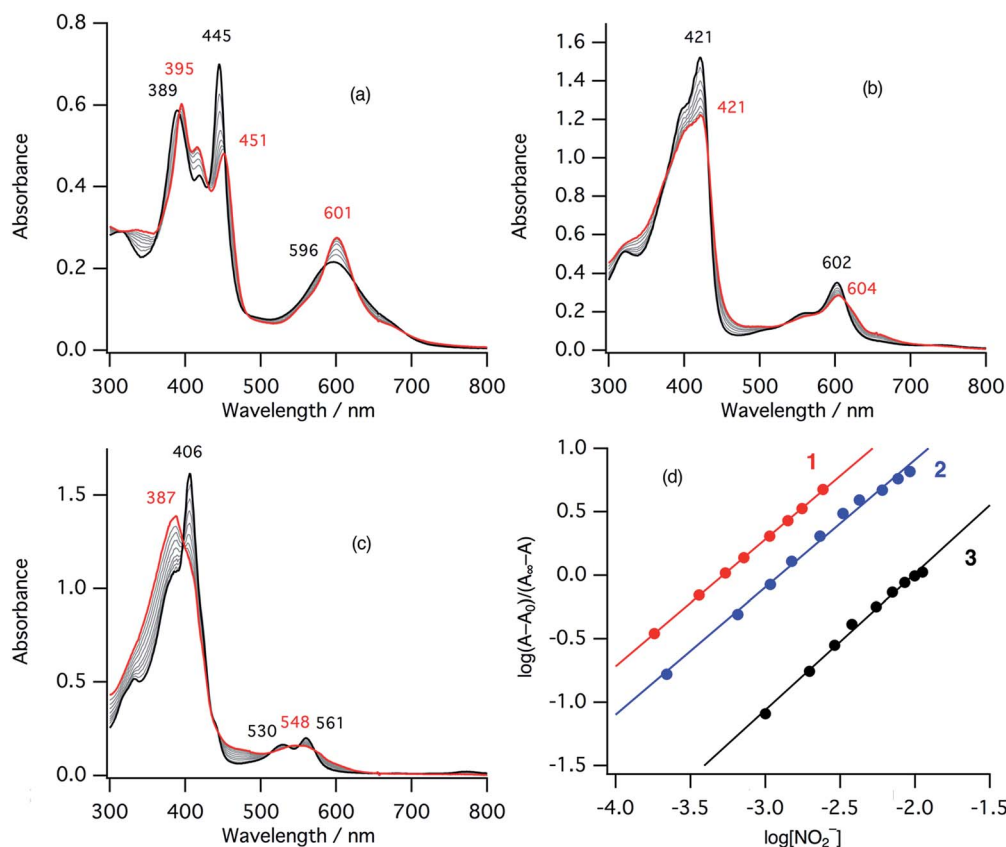 0.8
0.6
0.4
0.2
0.0
Absorbance
300 400 500 600 700 800
Wavelength / nm
389
395
445
451
596
601
(a)
1.6
1.4
1.2
1.0
0.8
0.6
0.4
0.2
0.0
Absorbance
300 400 500 600 700 800
Wavelength / nm
421
421
602
604
(b)
1.5
1.0
0.5
0.0
Absorbance
300 400 500 600 700 800
Wavelength / nm
387
406
530
548
561
(c)
1.0
0.5
0.0
-0.5
-1.0
-1.5
log(A−A₀)/(A∞−A)
-4.0 -3.5 -3.0 -2.5 -2.0 -1.5
log[NO₂⁻]
(d)
1
2
3